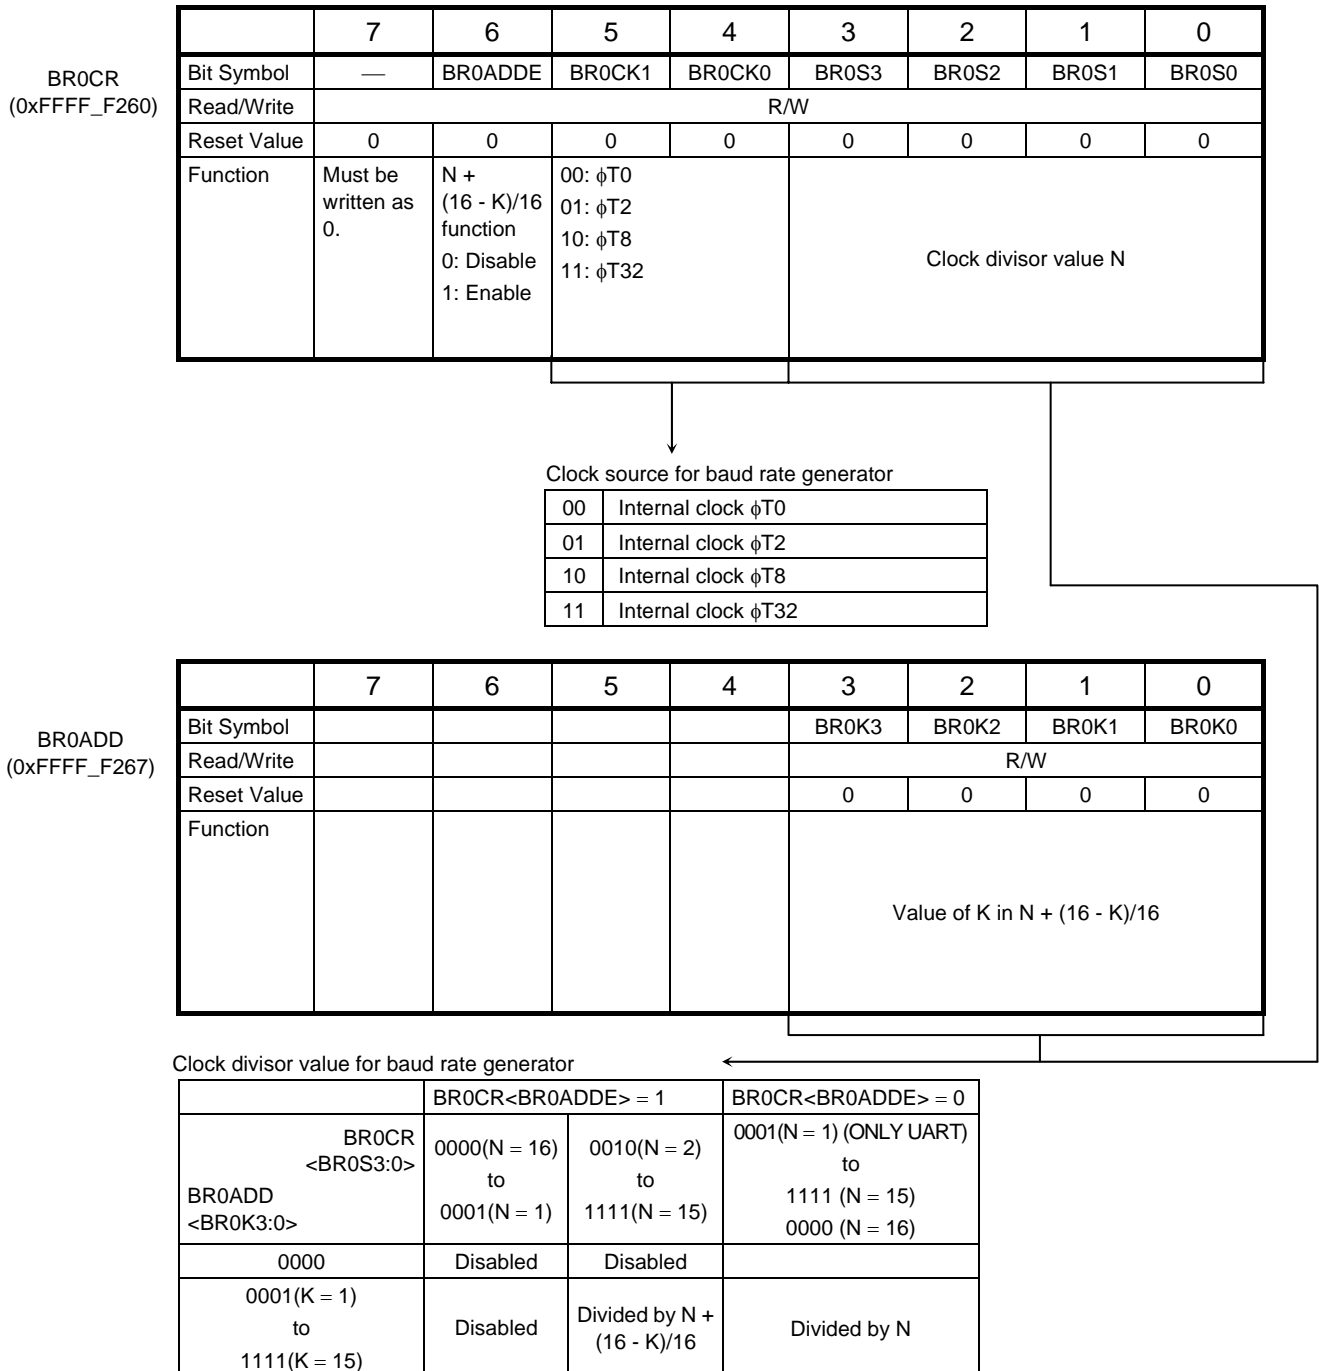 7 6 5 4 3 2 1 0
BR0CR
(0xFFFF_F260)
Bit Symbol — BR0ADDE BR0CK1 BR0CK0 BR0S3 BR0S2 BR0S1 BR0S0
Read/Write R/W
Reset Value 0 0 0 0 0 0 0 0
Function
Must be
written as
0.
N +
(16 - K)/16
function
0: Disable
1: Enable
00: ϕT0
01: ϕT2
10: ϕT8
11: ϕT32
Clock divisor value N
Clock source for baud rate generator
00 Internal clock ϕT0
01 Internal clock ϕT2
10 Internal clock ϕT8
11 Internal clock ϕT32
7 6 5 4 3 2 1 0
BR0ADD
(0xFFFF_F267)
Bit Symbol BR0K3 BR0K2 BR0K1 BR0K0
Read/Write R/W
Reset Value 0 0 0 0
Function
Value of K in N + (16 - K)/16
Clock divisor value for baud rate generator
BR0CR<BR0ADDE> = 1 BR0CR<BR0ADDE> = 0
BR0CR
<BR0S3:0>
BR0ADD
<BR0K3:0>
0000(N = 16)
to
0001(N = 1)
0010(N = 2)
to
1111(N = 15)
0001(N = 1) (ONLY UART)
to
1111 (N = 15)
0000 (N = 16)
0000 Disabled Disabled
0001(K = 1)
to
1111(K = 15)
Disabled
Divided by N +
(16 - K)/16
Divided by N